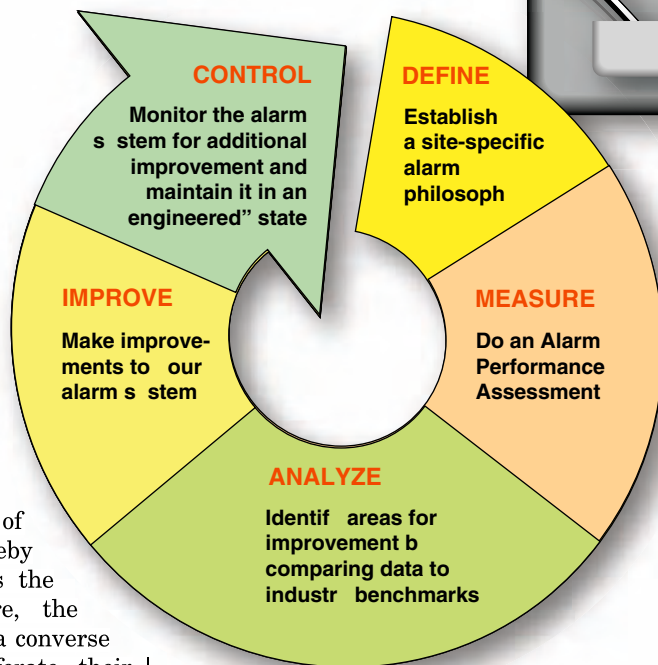 CONTROL
Monitor the alarm
s stem for additional
improvement and
maintain it in an
engineered” state
DEFINE
Establish
a site-specific
alarm
philosoph
IMPROVE
Make improve-
ments to our
alarm s stem
MEASURE
Do an Alarm
Performance
Assessment
ANALYZE
Identif areas for
improvement b
comparing data to
industr benchmarks
of
the
the
a converse
their